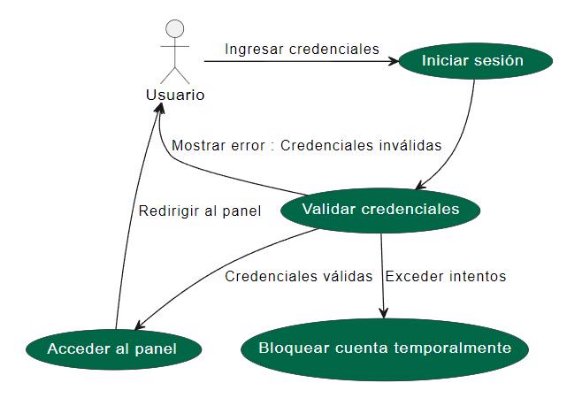 Ingresar credenciales
Iniciar sesión
Usuario
Mostrar error : Credenciales inválidas
Validar credenciales
Redirigir al panel
Credenciales válidas
Exceder intentos
Acceder al panel
Bloquear cuenta temporalmente